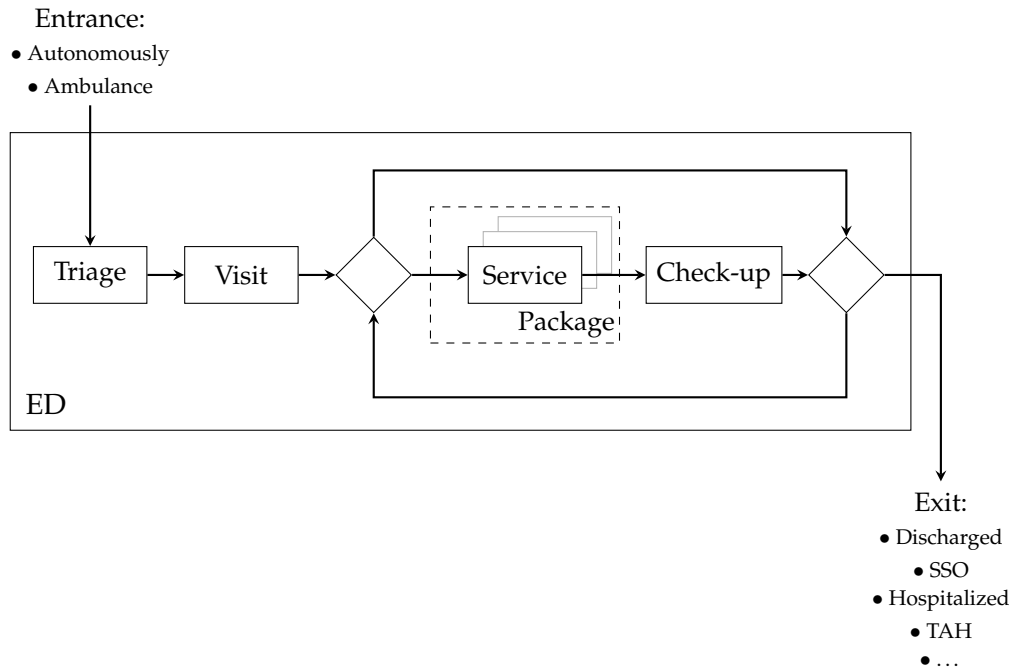 Entrance:
• Autonomously
• Ambulance
Triage
Visit
Service
Check-up
Package
ED
Exit:
• Discharged
• SSO
• Hospitalized
• TAH
• ...